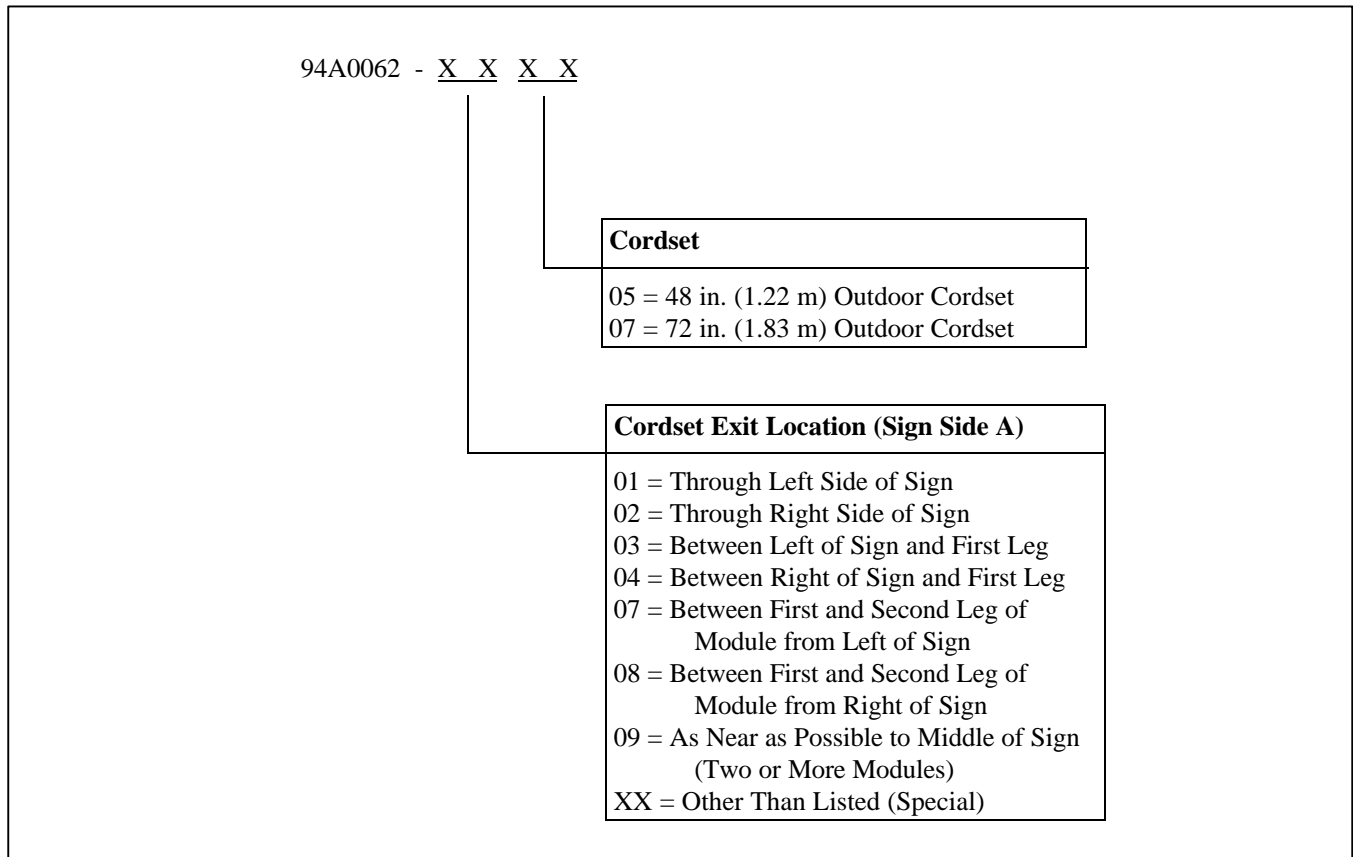 94A0062 - X X X X
Cordset
05 = 48 in. (1.22 m) Outdoor Cordset
07 = 72 in. (1.83 m) Outdoor Cordset
Cordset Exit Location (Sign Side A)
01 = Through Left Side of Sign
02 = Through Right Side of Sign
03 = Between Left of Sign and First Leg
04 = Between Right of Sign and First Leg
07 = Between First and Second Leg of
Module from Left of Sign
08 = Between First and Second Leg of
Module from Right of Sign
09 = As Near as Possible to Middle of Sign
(Two or More Modules)
XX = Other Than Listed (Special)